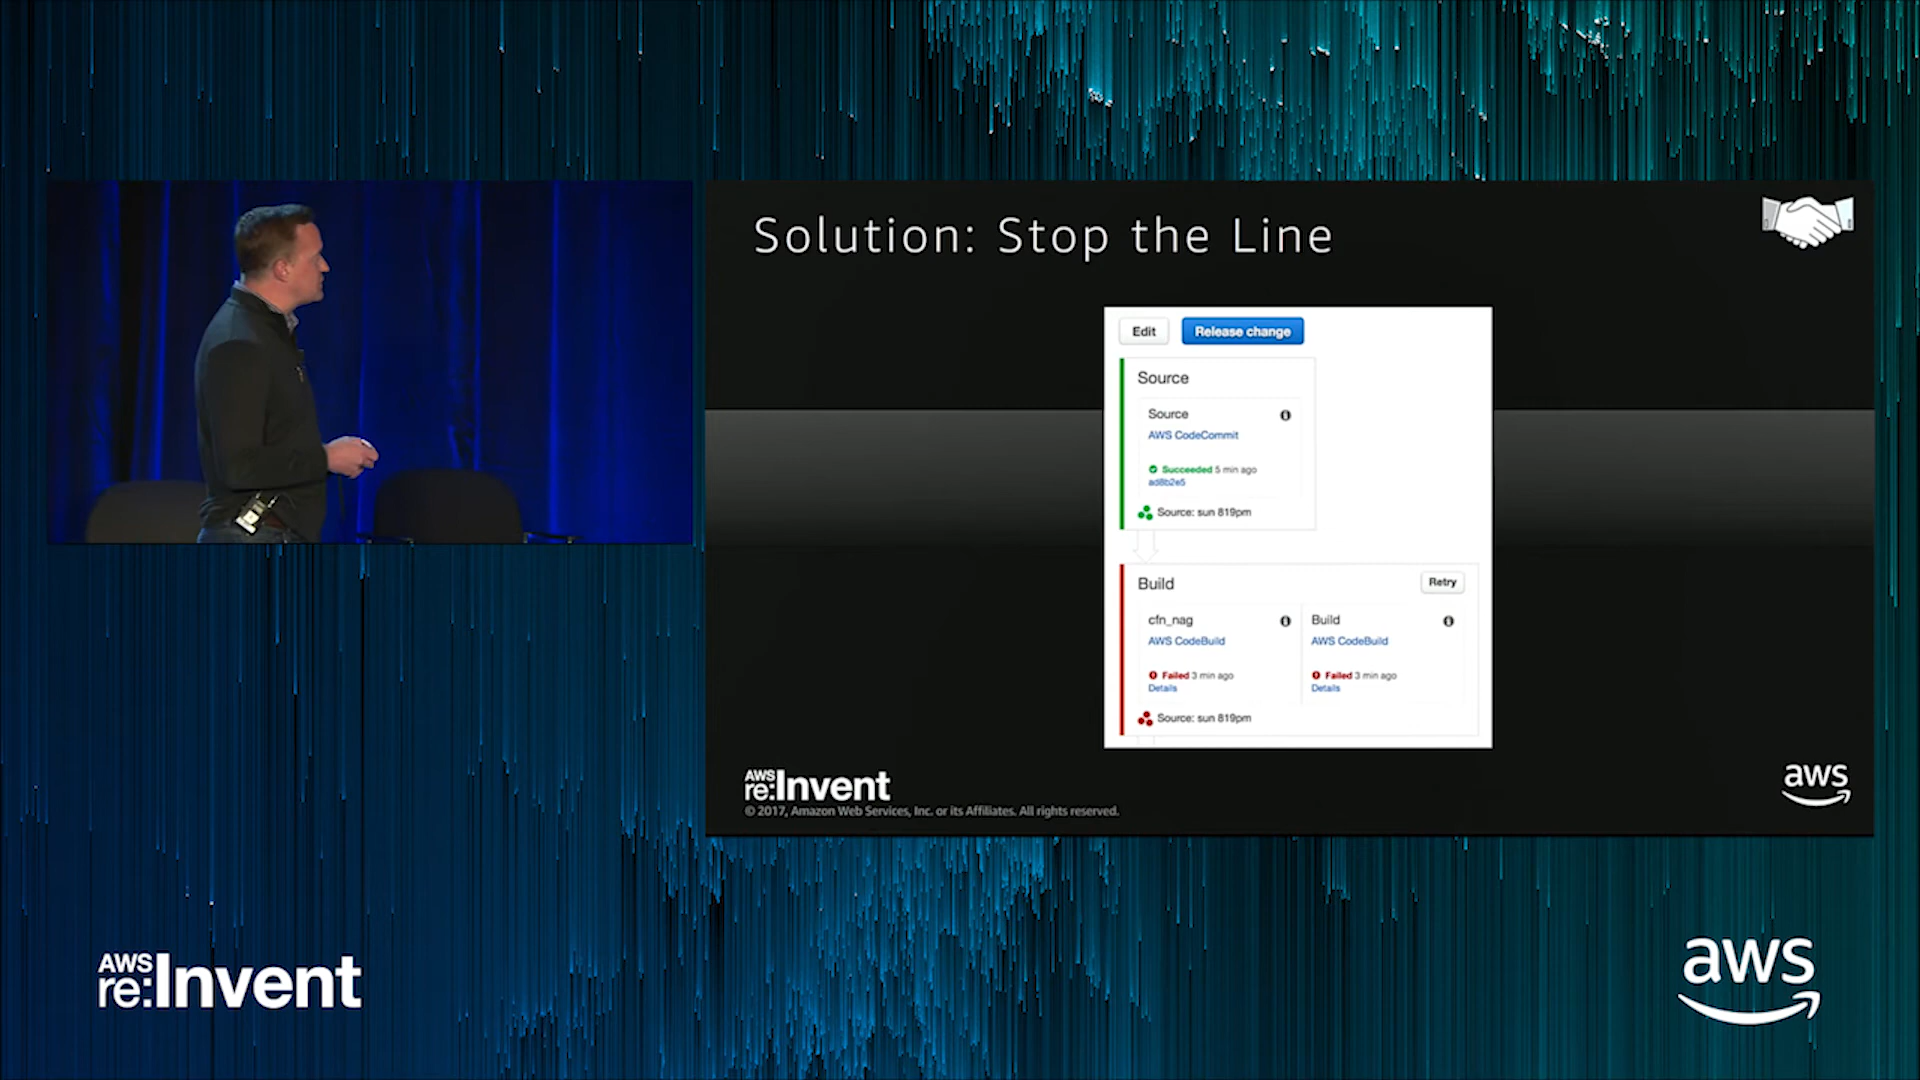 Solution: Stop the Line
Edit
Release change
Source
Source
AWS CodeCommit
Succeeded 5 min ago
ad8b2e5
Source: sun 819pm
Build
Retry
cfn_nag
AWS CodeBuild
Failed 3 min ago
Details
Build
AWS CodeBuild
Failed 3 min ago
Details
Source: sun 819pm
AWS
re:Invent
© 2017, Amazon Web Services, Inc. or its Affiliates. All rights reserved.
aws
AWS
re:Invent
aws